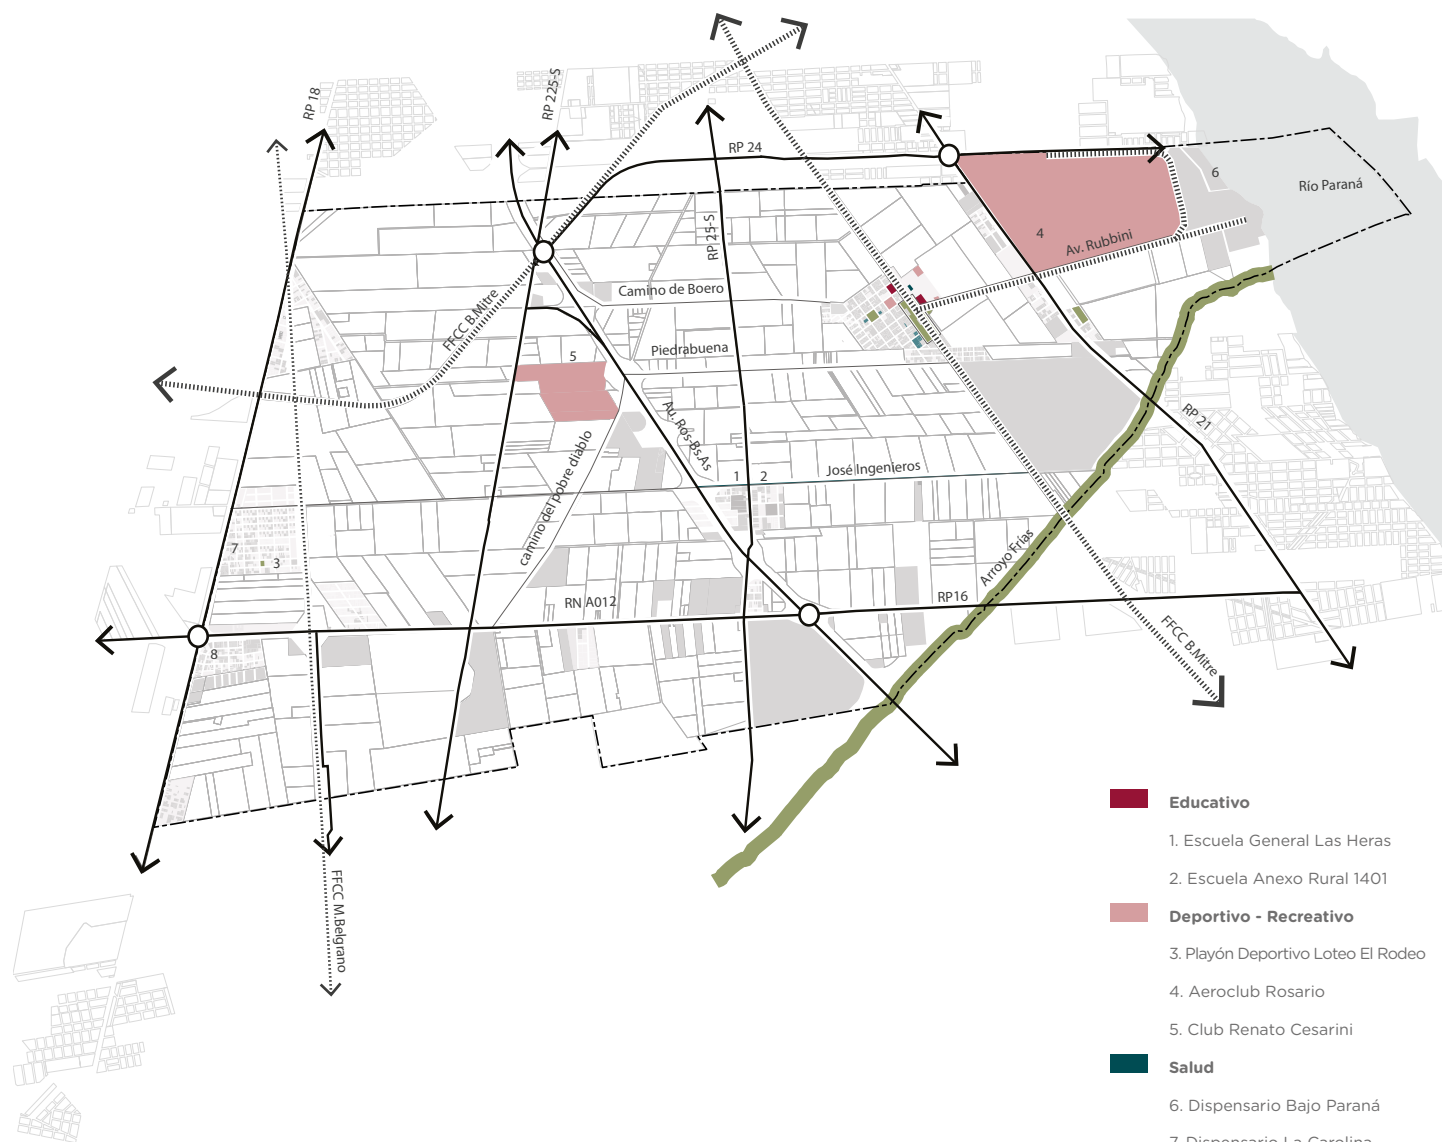 RP 18
RP 225-S
RP 24
6
Río Paraná
RP 25-S
4
Av. Rubbini
Camino de Boero
FFCC B.Mitre
Piedrabuena
5
Au. Ros-Bs.As
RP 21
camino del pobre diablo
1
2
José Ingenieros
7
3
Arroyo Frías
RN A012
RP16
8
FFCC B.Mitre
FFCC M.Belgrano
Educativo
1. Escuela General Las Heras
2. Escuela Anexo Rural 1401
Deportivo - Recreativo
3. Playón Deportivo Loteo El Rodeo
4. Aeroclub Rosario
5. Club Renato Cesarini
Salud
6. Dispensario Bajo Paraná
7. Dispensario La Carolina